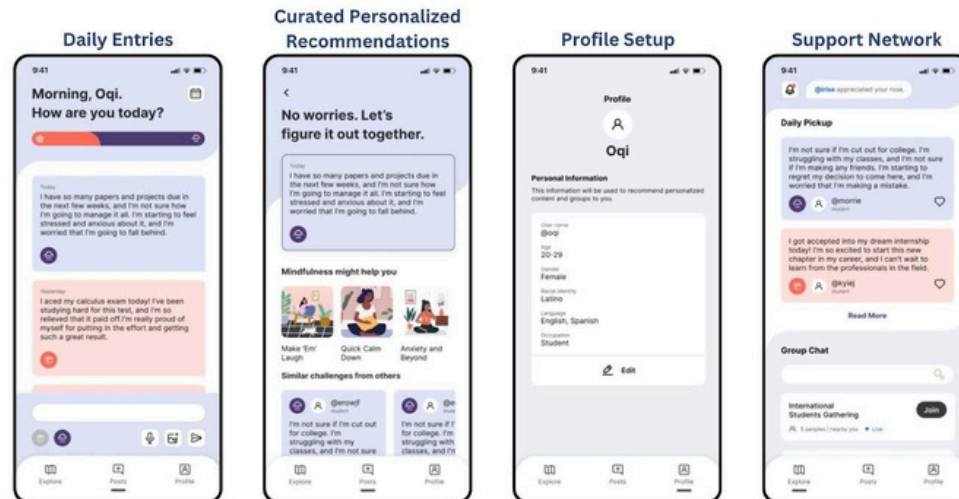 Daily Entries
9:41
Morning, Oqi.
How are you today?
Today
I have so many papers and projects due in
the next few weeks, and I'm not sure how
I'm going to manage it all. I'm starting to feel
stressed and anxious about it, and I'm
worried that I'm going to fall behind.
Yesterday
I aced my calculus exam today! I've been
studying hard for this test, and I'm so
relieved that it paid off.I'm really proud of
myself for putting in the effort and getting
such a great result.
Explore
Posts
Profile
Curated Personalized
Recommendations
9:41
No worries. Let's
figure it out together.
Today
I have so many papers and projects due in
the next few weeks, and I'm not sure how
I'm going to manage it all. I'm starting to feel
stressed and anxious about it, and I'm
worried that I'm going to fall behind.
Mindfulness might help you
Make 'Em'
Laugh
Quick Calm
Down
Anxiety and
Beyond
Similar challenges from others
@erowjf
student
I'm not sure if I'm cut out
for college. I'm
struggling with my
classes, and I'm not sure
I'm not sure if I'
for college. I'm
struggling with
classes, and I'm
Explore
Posts
Profile
Profile Setup
9:41
Profile
Oqi
Personal Information
This information will be used to recommend personalized
content and groups to you.
User name
@oqi
Age
20-29
Gender
Female
Racial identity
Latino
Language
English, Spanish
Occupation
Student
Edit
Explore
Posts
Profile
Support Network
9:41
@irisa appreciated your rose.
Daily Pickup
I'm not sure if I'm cut out for college. I'm
struggling with my classes, and I'm not sure
if I'm making any friends. I'm starting to
regret my decision to come here, and I'm
worried that I'm making a mistake.
@morrie
student
I got accepted into my dream internship
today! I'm so excited to start this new
chapter in my career, and I can't wait to
learn from the professionals in the field.
@kyiej
student
Read More
Group Chat
International
Students Gathering
Join
5 peoples | nearby you
Live
Explore
Posts
Profile